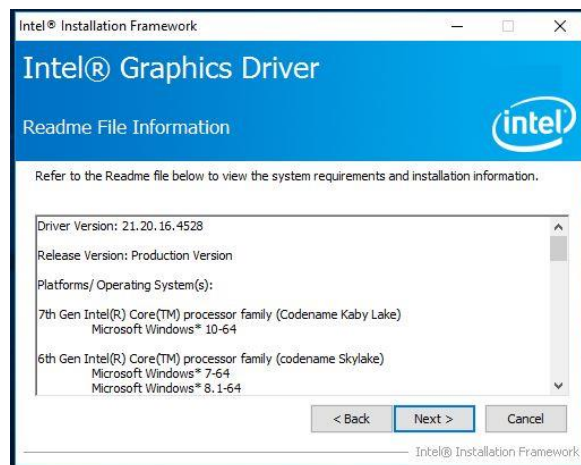 Intel® Installation Framework
Intel® Graphics Driver
Readme File Information
intel
Refer to the Readme file below to view the system requirements and installation information.
Driver Version: 21.20.16.4528
Release Version: Production Version
Platforms/ Operating System(s):
7th Gen Intel(R) Core(TM) processor family (Codename Kaby Lake)
Microsoft Windows* 10-64
6th Gen Intel(R) Core(TM) processor family (codename Skylake)
Microsoft Windows* 7-64
Microsoft Windows* 8.1-64
< Back Next > Cancel
Intel® Installation Framework